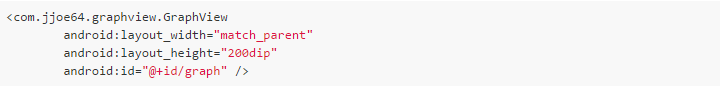 <com.jjoe64.graphview.GraphView
        android:layout_width="match_parent"
        android:layout_height="200dip"
        android:id="@+id/graph" />